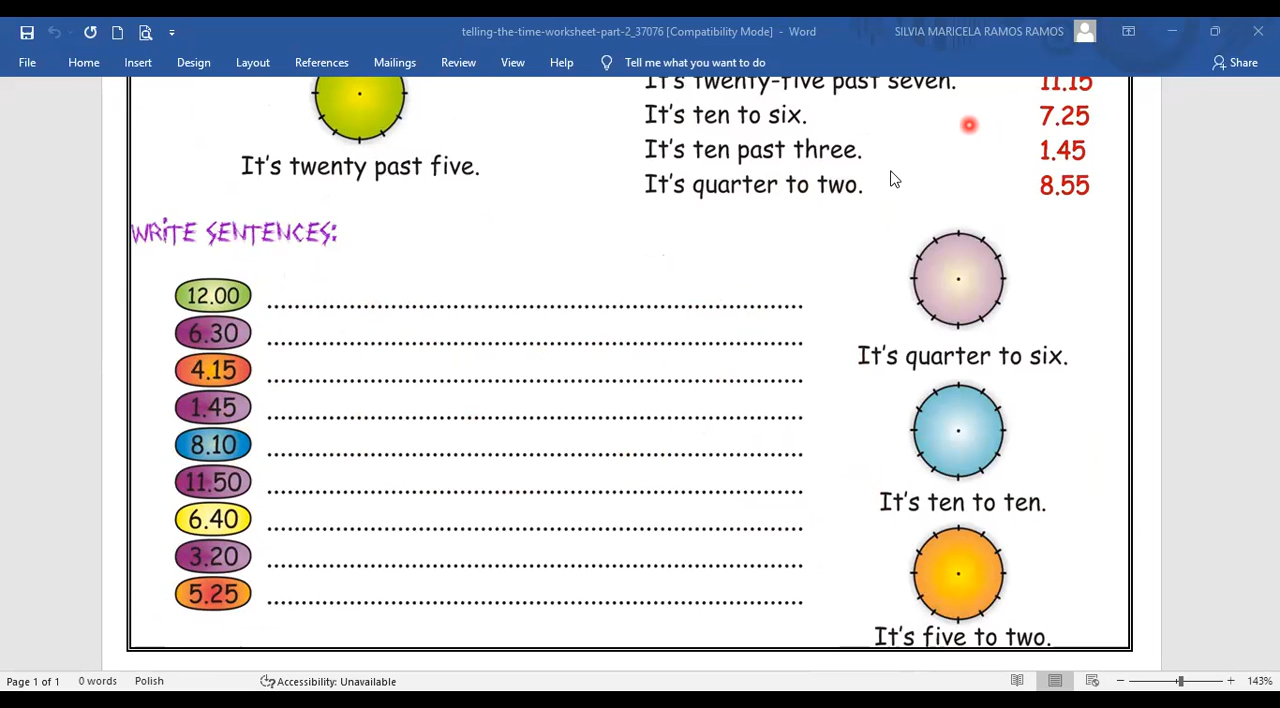 telling-the-time-worksheet-part-2_37076 [Compatibility Mode] - Word
SILVIA MARICELA RAMOS RAMOS
File Home Insert Design Layout References Mailings Review View Help Tell me what you want to do Share
It's twenty-five past seven. 11.15
It's ten to six. 7.25
It's ten past three. 1.45
It's quarter to two. 8.55
It's twenty past five.
WRITE SENTENCES:
12.00 ........................................................................
6.30 ........................................................................
4.15 ........................................................................
1.45 ........................................................................
8.10 ........................................................................
11.50 ........................................................................
6.40 ........................................................................
3.20 ........................................................................
5.25 ........................................................................
It's quarter to six.
It's ten to ten.
It's five to two.
Page 1 of 1 0 words Polish Accessibility: Unavailable 143%